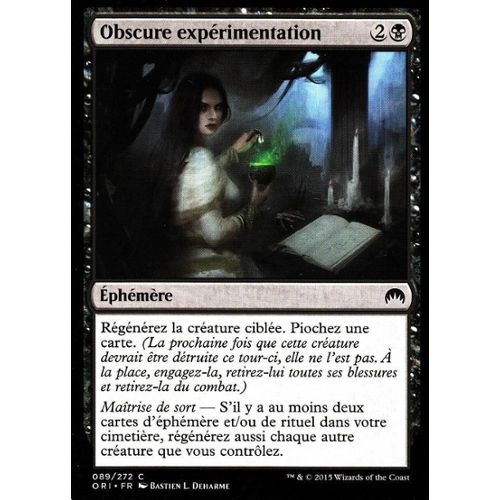 Obscure expérimentation 2
Éphémère
Régénérez la créature ciblée. Piochez une
carte. (La prochaine fois que cette créature
devrait être détruite ce tour-ci, elle ne l'est pas. À
la place, engagez-la, retirez-lui toutes ses blessures
et retirez-la du combat.)
Maîtrise de sort — S'il y a au moins deux
cartes d'éphémère et/ou de rituel dans votre
cimetière, régénérez aussi chaque autre
créature que vous contrôlez.
089/272 C
ORI • FR Bastien L. Deharme
™ & © 2015 Wizards of the Coast